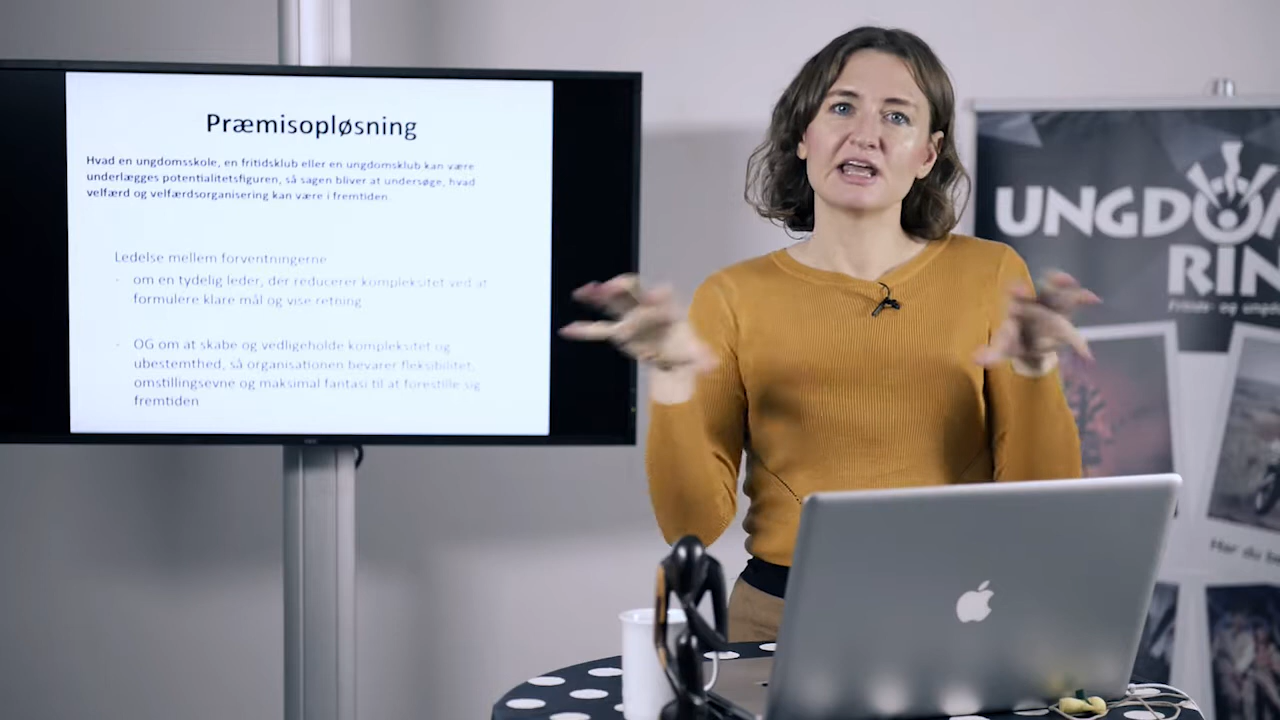 Præmisopløsning
Hvad en ungdomsskole, en fritidsklub eller en ungdomsklub kan være
underlægges potentialitetsfiguren, så sagen bliver at undersøge, hvad
velfærd og velfærdsorganisering kan være i fremtiden.
Ledelse mellem forventningerne
- om en tydelig leder, der reducerer kompleksitet ved at
formulere klare mål og vise retning
- OG om at skabe og vedligeholde kompleksitet og
ubestemthed, så organisationen bevarer fleksibilitet,
omstillingsevne og maksimal fantasi til at forestille sig
fremtiden
UNGDO
RIN
Fritids- og ungd
Har du